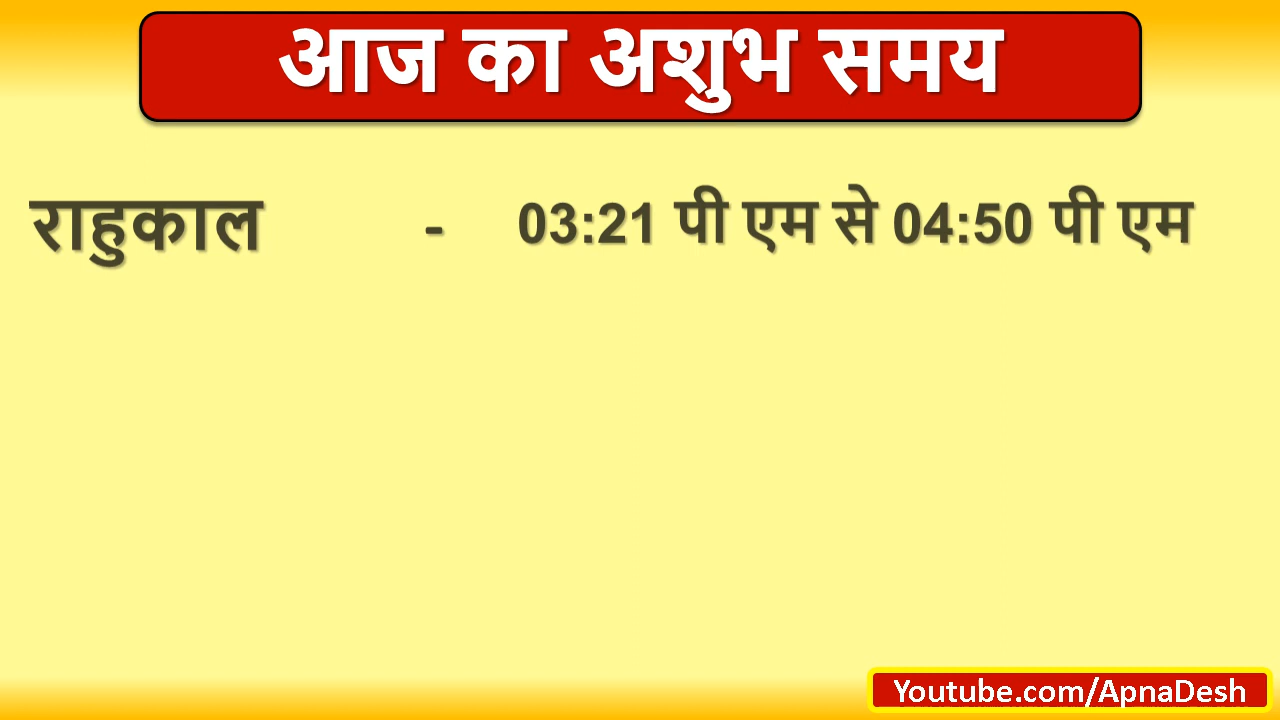 आज का अशुभ समय
राहुकाल - 03:21 पी एम से 04:50 पी एम
Youtube.com/ApnaDesh